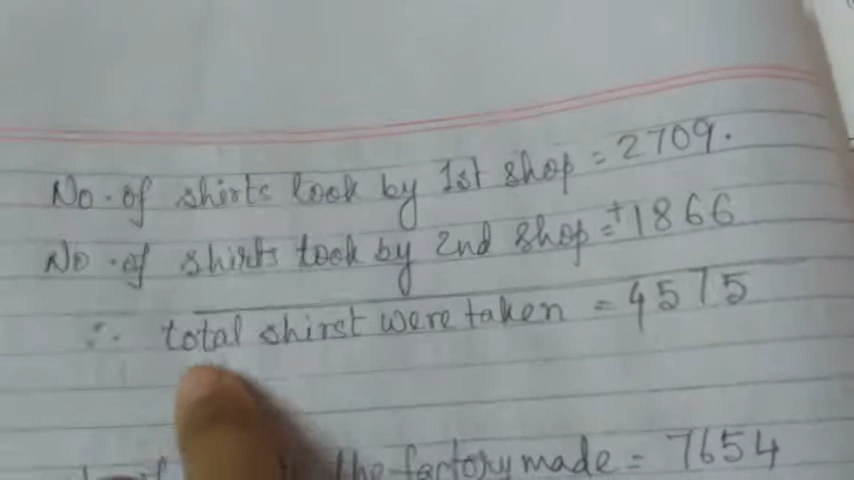 No. of shirts took by 1st shop = 2709.
No. of shirts took by 2nd shop = +1866
∴ total shirst were taken = 4575
the factory made = 7654